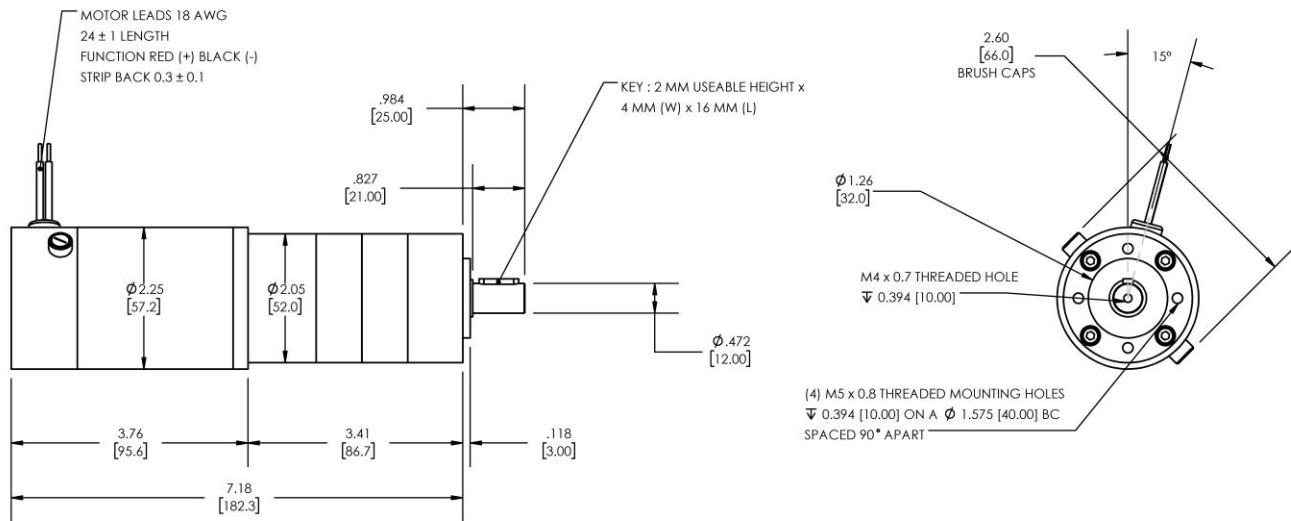 MOTOR LEADS 18 AWG
24 ± 1 LENGTH
FUNCTION RED (+) BLACK (-)
STRIP BACK 0.3 ± 0.1
.984
[25.00]
KEY : 2 MM USEABLE HEIGHT x
4 MM (W) x 16 MM (L)
.827
[21.00]
Ø2.25
[57.2]
Ø2.05
[52.0]
Ø.472
[12.00]
3.76
[95.6]
3.41
[86.7]
.118
[3.00]
7.18
[182.3]
2.60
[66.0]
BRUSH CAPS
15°
Ø1.26
[32.0]
M4 x 0.7 THREADED HOLE
↧ 0.394 [10.00]
(4) M5 x 0.8 THREADED MOUNTING HOLES
↧ 0.394 [10.00] ON A Ø 1.575 [40.00] BC
SPACED 90° APART